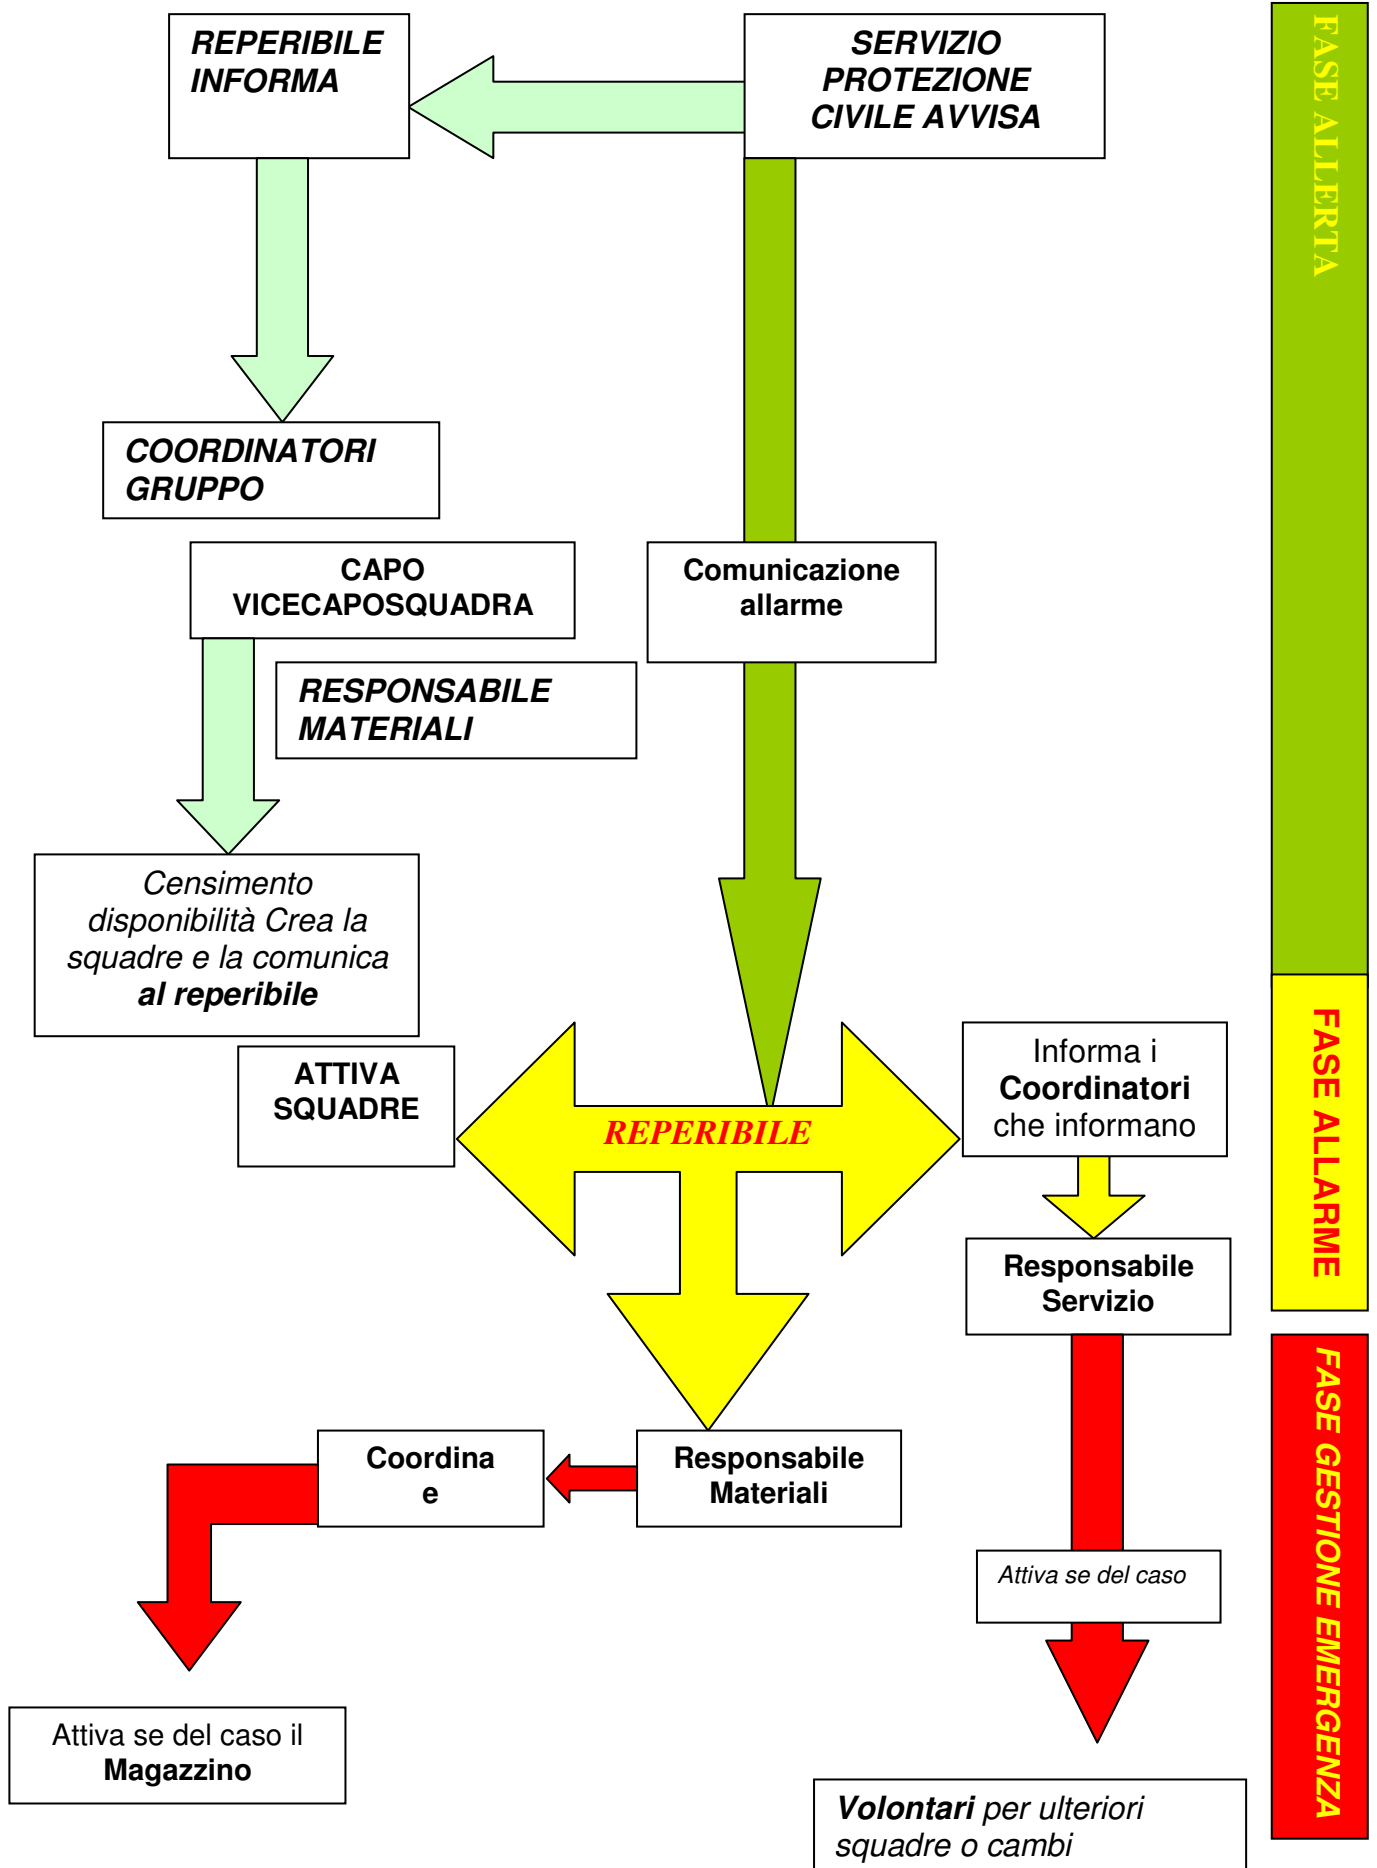 REPERIBILE
INFORMA
SERVIZIO
PROTEZIONE
CIVILE AVVISA
FASE ALLERTA
COORDINATORI
GRUPPO
CAPO
VICECAPOSQUADRA
Comunicazione
allarme
RESPONSABILE
MATERIALI
Censimento
disponibilità Crea la
squadre e la comunica
al reperibile
ATTIVA
SQUADRE
REPERIBILE
Informa i
Coordinatori
che informano
FASE ALLARME
Responsabile
Servizio
Coordina
e
Responsabile
Materiali
FASE GESTIONE EMERGENZA
Attiva se del caso
Attiva se del caso il
Magazzino
Volontari per ulteriori
squadre o cambi